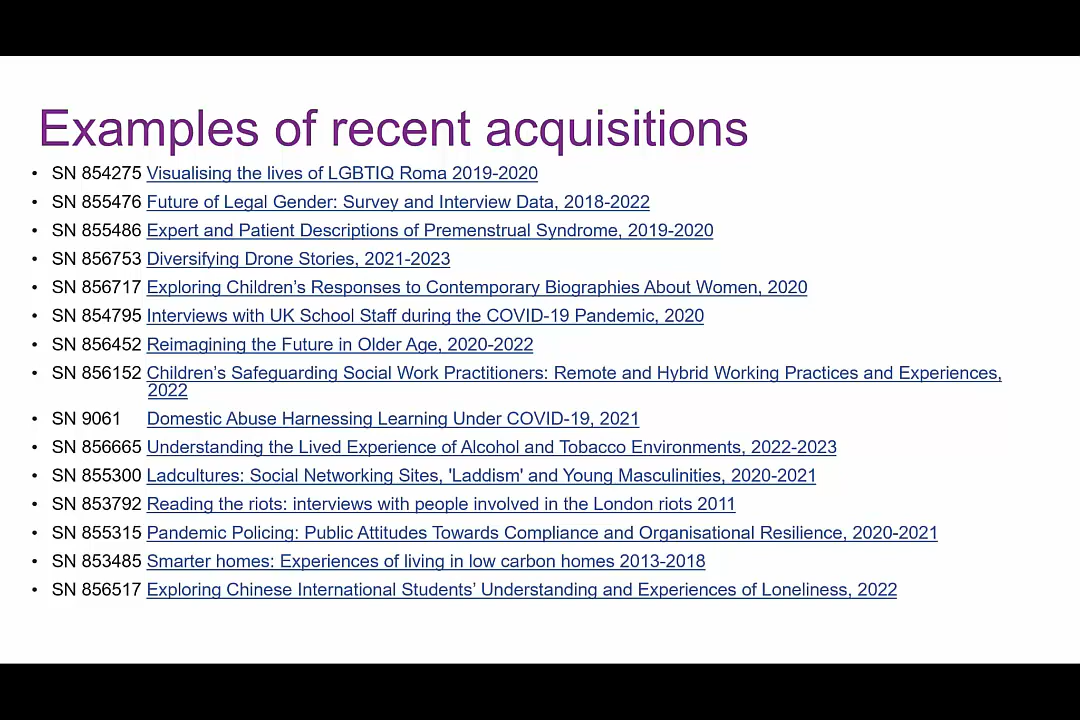 Examples of recent acquisitions
• SN 854275 Visualising the lives of LGBTIQ Roma 2019-2020
• SN 855476 Future of Legal Gender: Survey and Interview Data, 2018-2022
• SN 855486 Expert and Patient Descriptions of Premenstrual Syndrome, 2019-2020
• SN 856753 Diversifying Drone Stories, 2021-2023
• SN 856717 Exploring Children’s Responses to Contemporary Biographies About Women, 2020
• SN 854795 Interviews with UK School Staff during the COVID-19 Pandemic, 2020
• SN 856452 Reimagining the Future in Older Age, 2020-2022
• SN 856152 Children’s Safeguarding Social Work Practitioners: Remote and Hybrid Working Practices and Experiences,
2022
• SN 9061 Domestic Abuse Harnessing Learning Under COVID-19, 2021
• SN 856665 Understanding the Lived Experience of Alcohol and Tobacco Environments, 2022-2023
• SN 855300 Ladcultures: Social Networking Sites, 'Laddism' and Young Masculinities, 2020-2021
• SN 853792 Reading the riots: interviews with people involved in the London riots 2011
• SN 855315 Pandemic Policing: Public Attitudes Towards Compliance and Organisational Resilience, 2020-2021
• SN 853485 Smarter homes: Experiences of living in low carbon homes 2013-2018
• SN 856517 Exploring Chinese International Students’ Understanding and Experiences of Loneliness, 2022